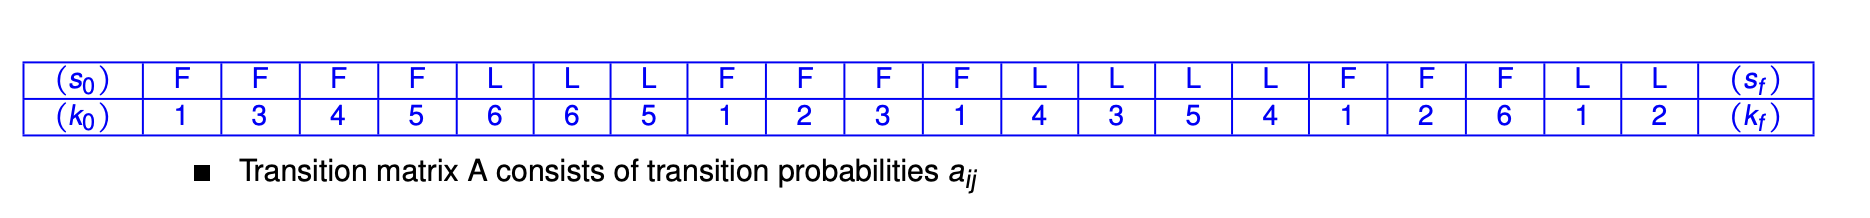 (s0) F F F F L L L F F F F L L L L F F F L L (sf)
(k0) 1 3 4 5 6 6 5 1 2 3 1 4 3 5 4 1 2 6 1 2 (kf)
■ Transition matrix A consists of transition probabilities aij